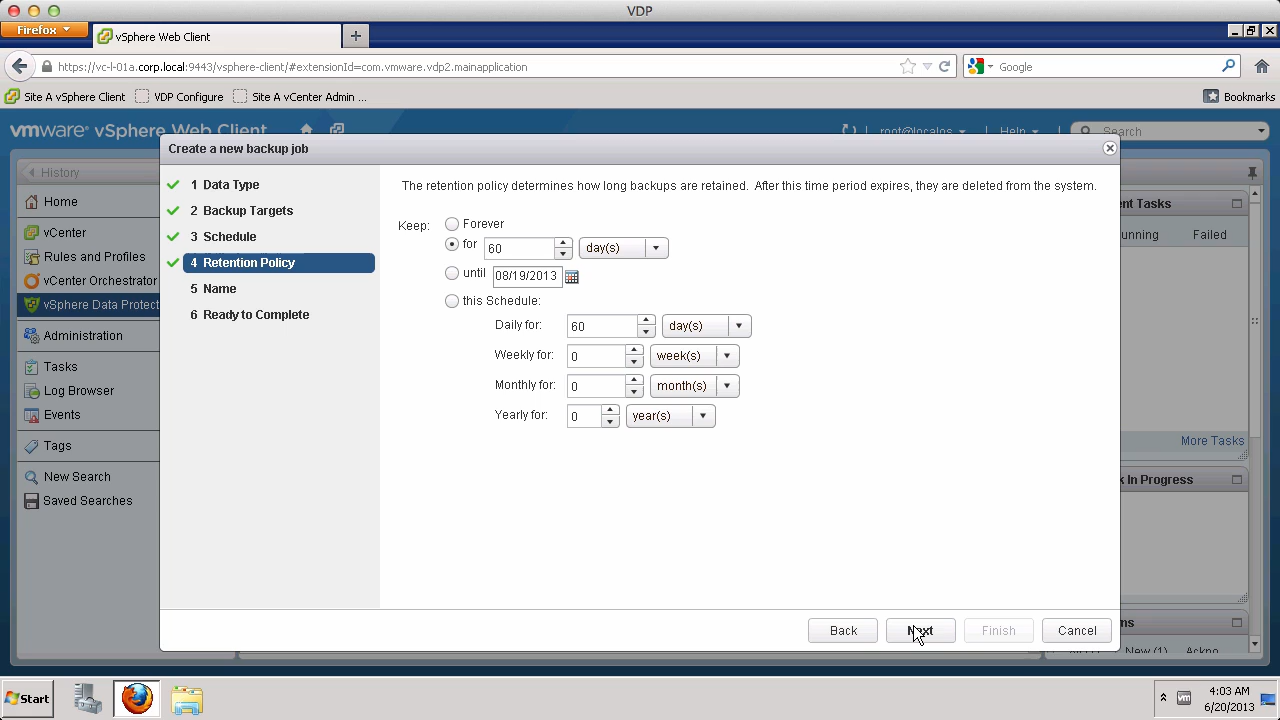 VDP
Firefox
vSphere Web Client
https://vc-l-01a.corp.local:9443/vsphere-client/#extensionId=com.vmware.vdp2.mainapplication
Google
Site A vSphere Client
VDP Configure
Site A vCenter Admin ...
Bookmarks
vmware® vSphere Web Client
root@localos
Help
Search
Create a new backup job
History
Home
vCenter
Rules and Profiles
vCenter Orchestrator
vSphere Data Protect
Administration
Tasks
Log Browser
Events
Tags
New Search
Saved Searches
1 Data Type
2 Backup Targets
3 Schedule
4 Retention Policy
5 Name
6 Ready to Complete
The retention policy determines how long backups are retained. After this time period expires, they are deleted from the system.
Keep:
Forever
for 60 day(s)
until 08/19/2013
this Schedule:
Daily for: 60 day(s)
Weekly for: 0 week(s)
Monthly for: 0 month(s)
Yearly for: 0 year(s)
Back
Next
Finish
Cancel
ent Tasks
unning Failed
More Tasks
k In Progress
ms
New (1) Ackno
Start
4:03 AM
6/20/2013